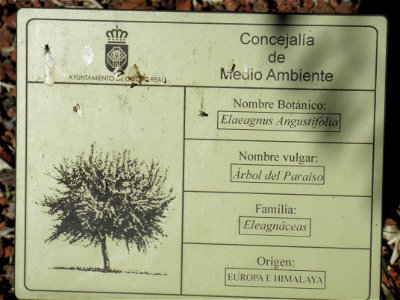 AYUNTAMIENTO DE CIUDAD REAL
Concejalía
de
Medio Ambiente
Nombre Botánico:
Elaeagnus Angustifolia
Nombre vulgar:
Árbol del Paraiso
Familia:
Eleagnáceas
Origen:
EUROPA E HIMALAYA